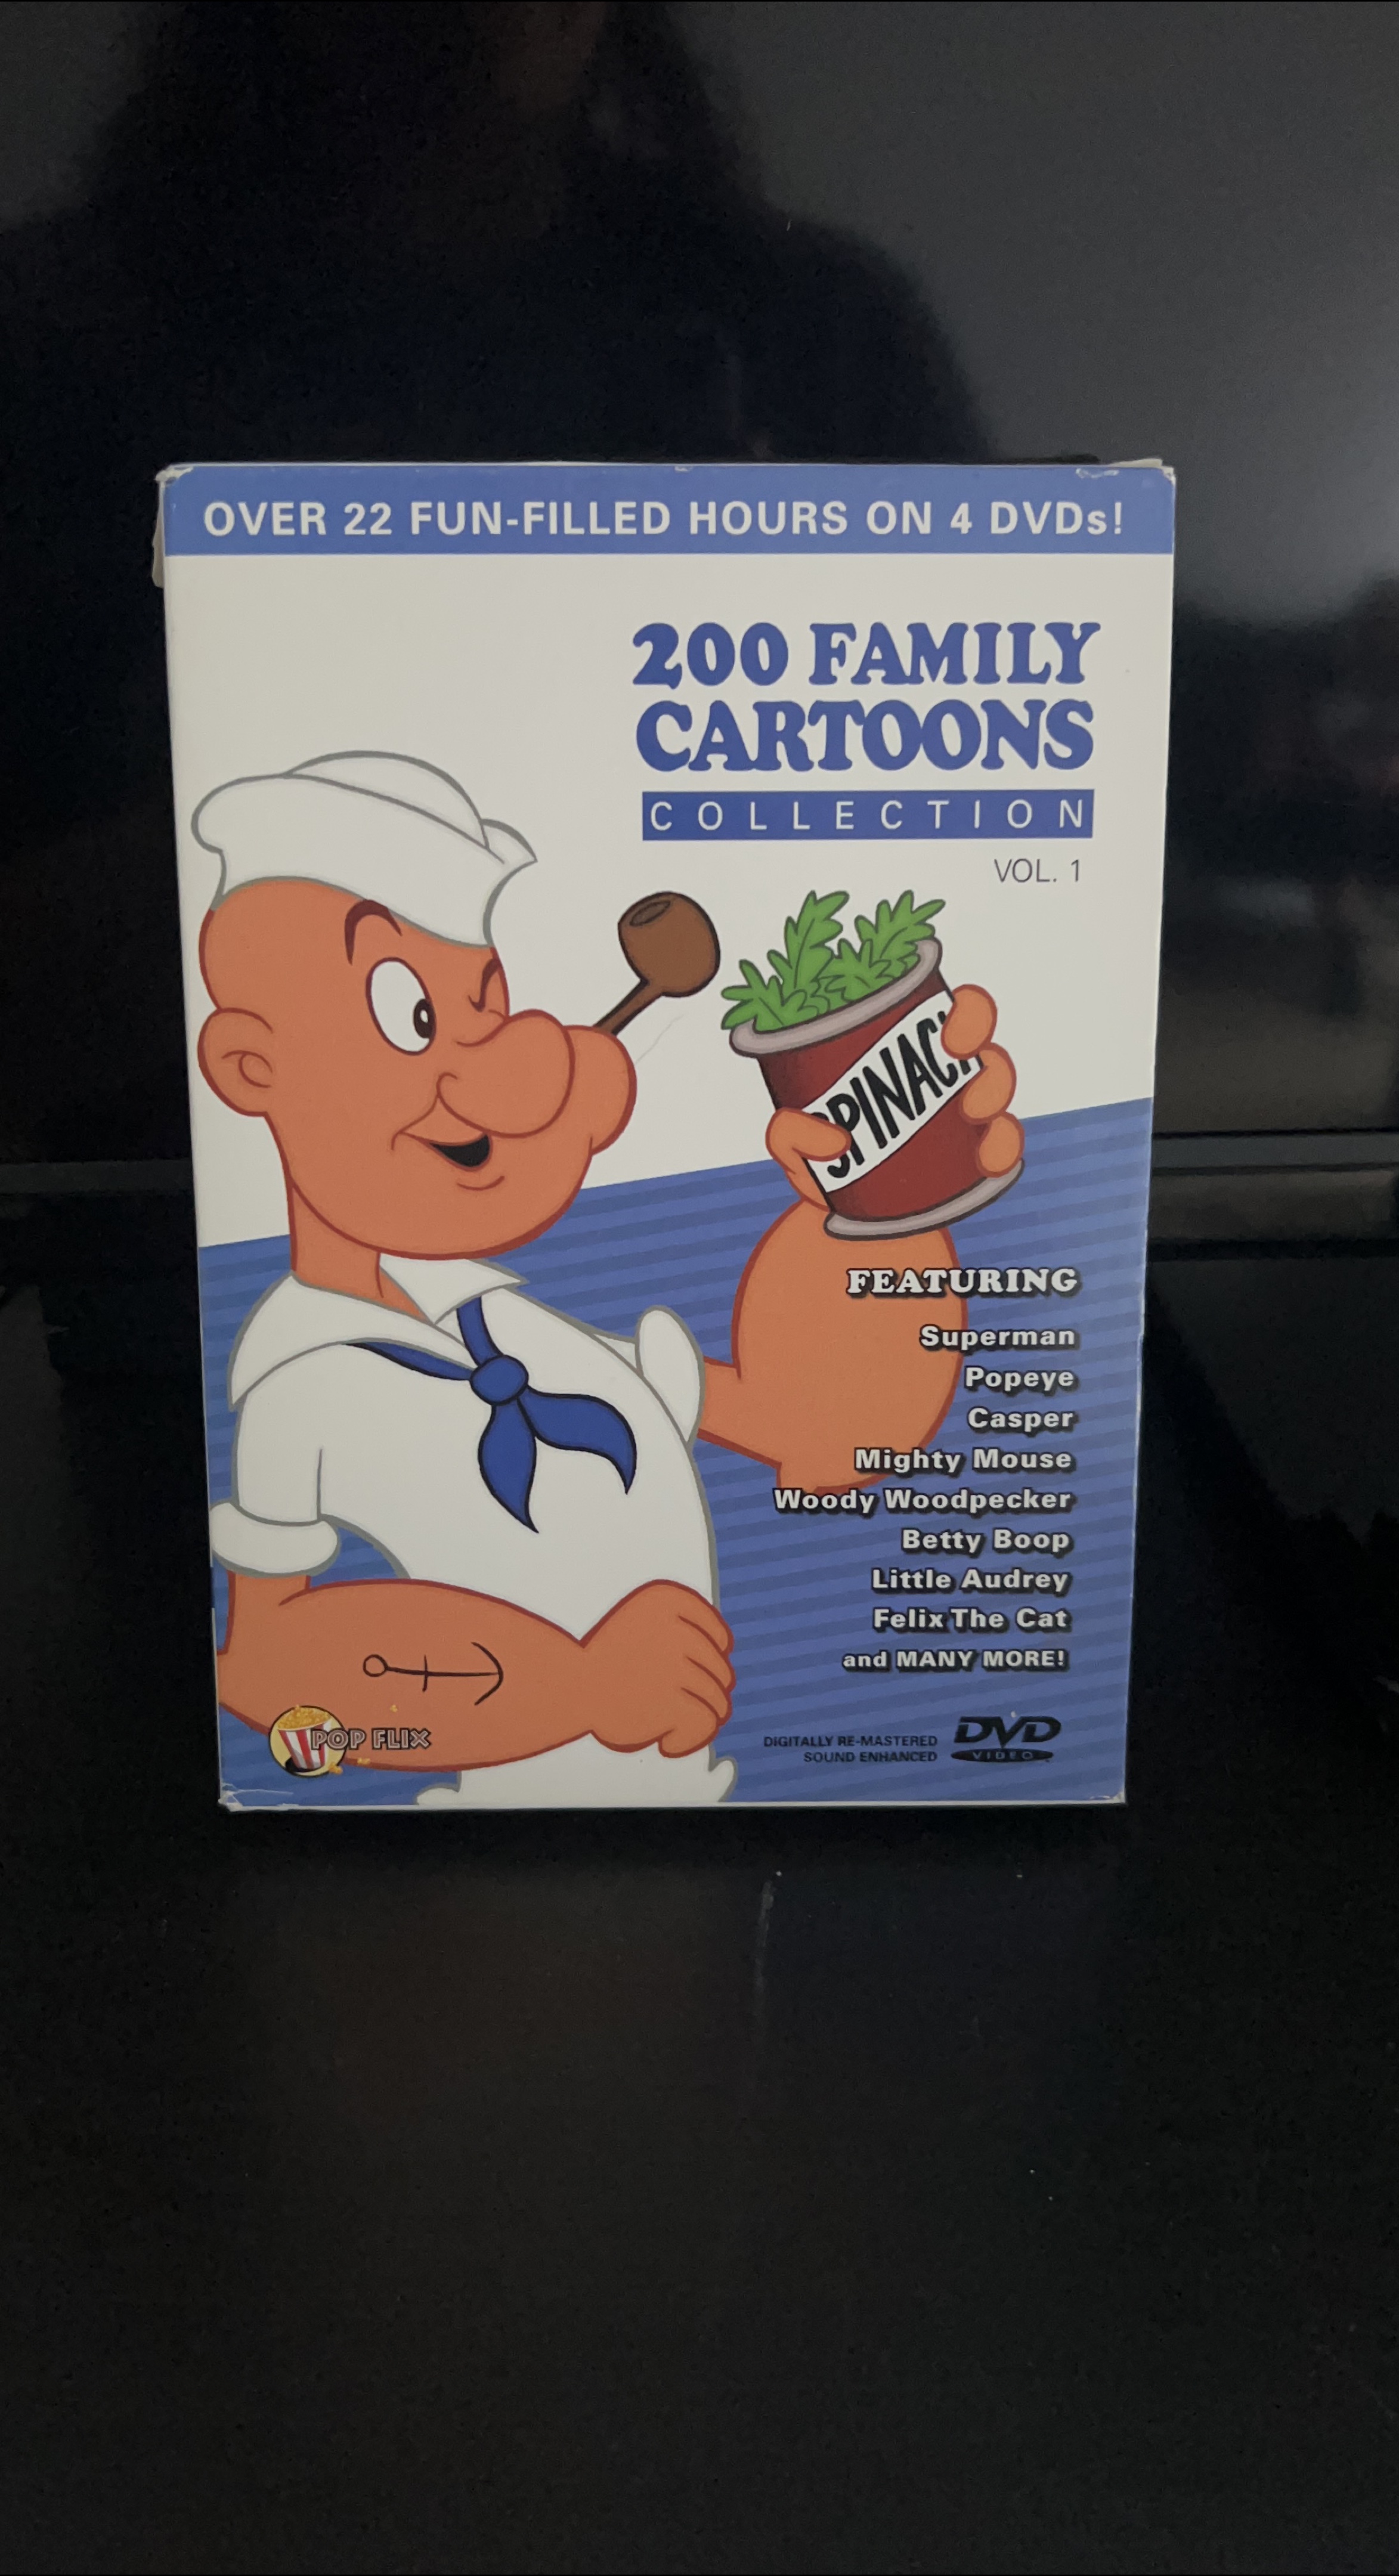 OVER 22 FUN-FILLED HOURS ON 4 DVDs!
200 FAMILY
CARTOONS
COLLECTION
VOL. 1
SPINACH
FEATURING
Superman
Popeye
Casper
Mighty Mouse
Woody Woodpecker
Betty Boop
Little Audrey
Felix The Cat
and MANY MORE!
POP FLIX
DIGITALLY RE-MASTERED
SOUND ENHANCED
DVD
VIDEO